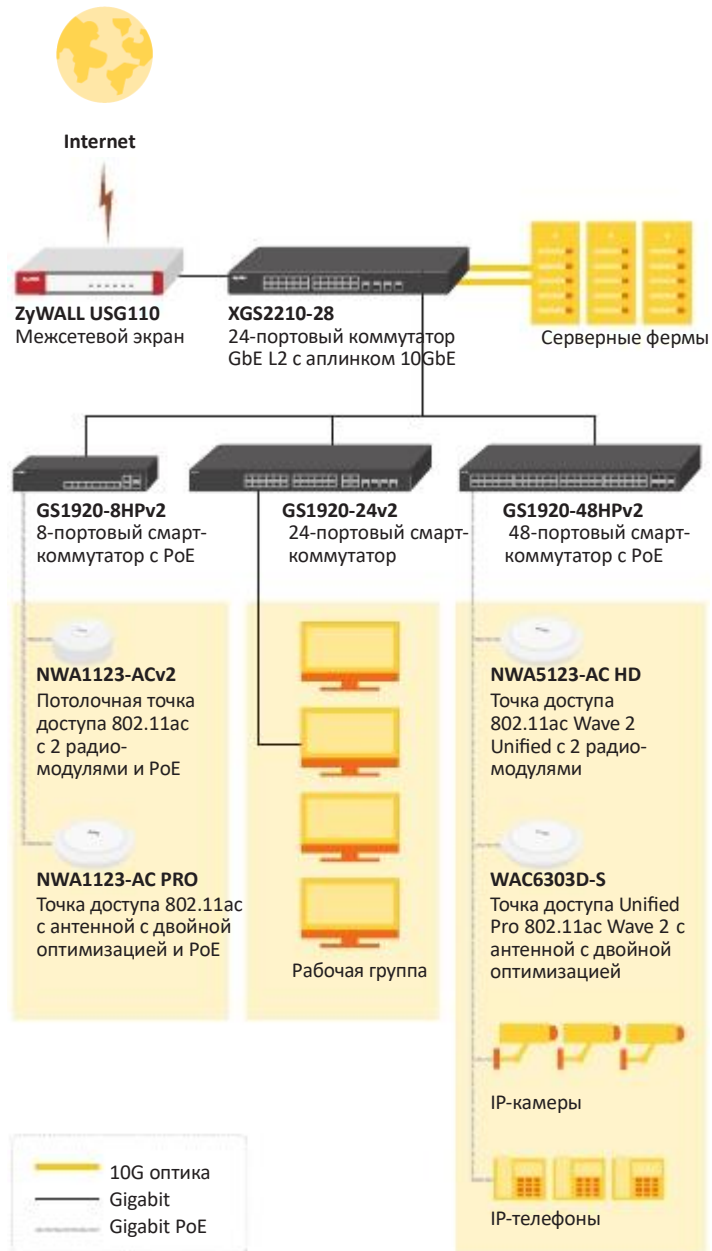 Internet
ZyWALL USG110
Межсетевой экран
XGS2210-28
24-портовый коммутатор
GbE L2 с аплинком 10GbE
Серверные фермы
GS1920-8HPv2
8-портовый смарт-
коммутатор с PoE
GS1920-24v2
24-портовый смарт-
коммутатор
GS1920-48HPv2
48-портовый смарт-
коммутатор с PoE
NWA1123-ACv2
Потолочная точка
доступа 802.11ac
с 2 радио-
модулями и PoE
NWA1123-AC PRO
Точка доступа 802.11ac
с антенной с двойной
оптимизацией и PoE
Рабочая группа
NWA5123-AC HD
Точка доступа
802.11ac Wave 2
Unified с 2 радио-
модулями
WAC6303D-S
Точка доступа Unified
Pro 802.11ac Wave 2 с
антенной с двойной
оптимизацией
IP-камеры
IP-телефоны
10G оптика
Gigabit
Gigabit PoE